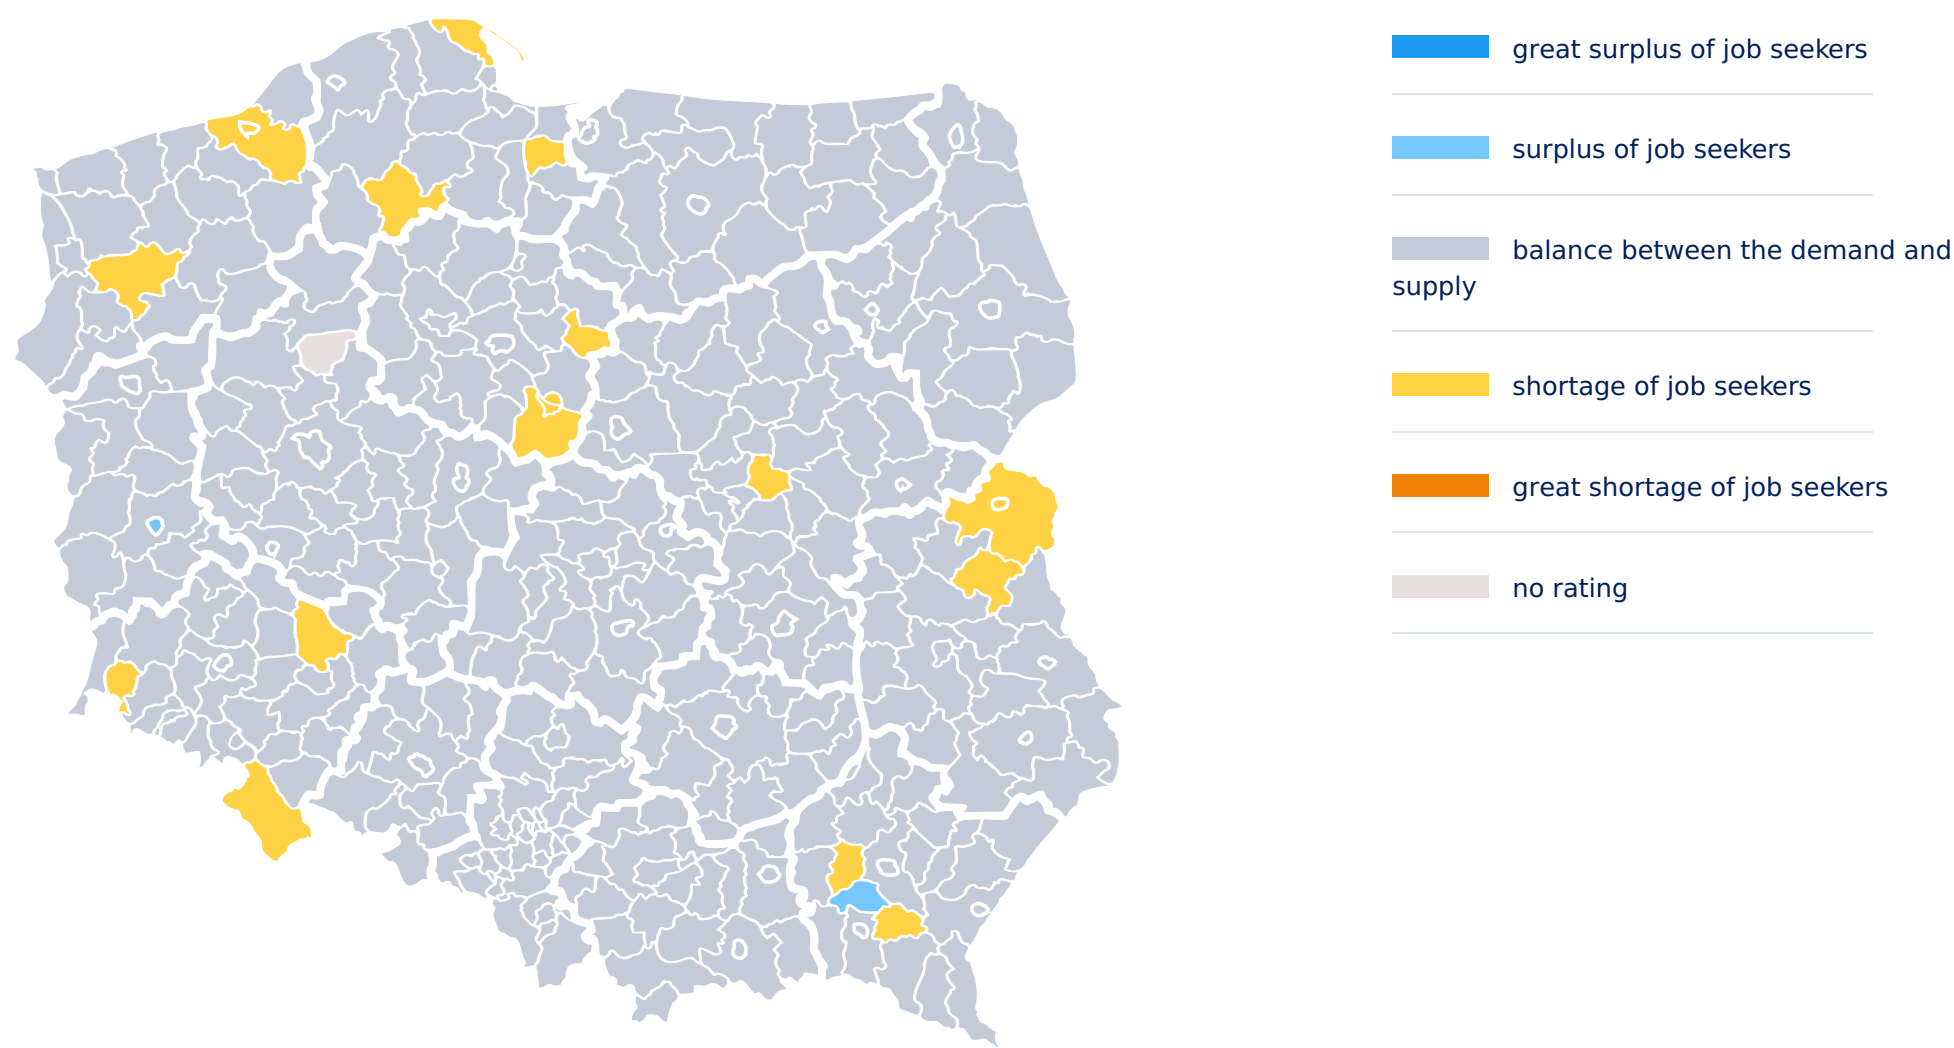 great surplus of job seekers
surplus of job seekers
balance between the demand and
supply
shortage of job seekers
great shortage of job seekers
no rating